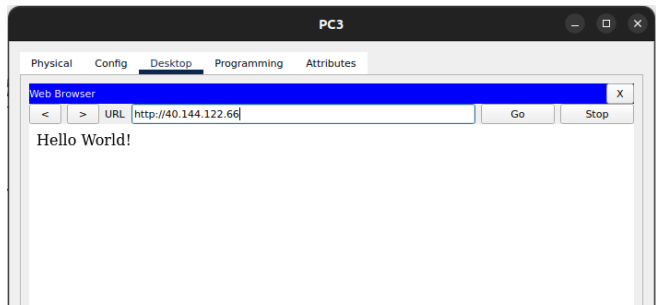 PC3
Physical Config Desktop Programming Attributes
Web Browser X
< > URL http://40.144.122.66 Go Stop
Hello World!